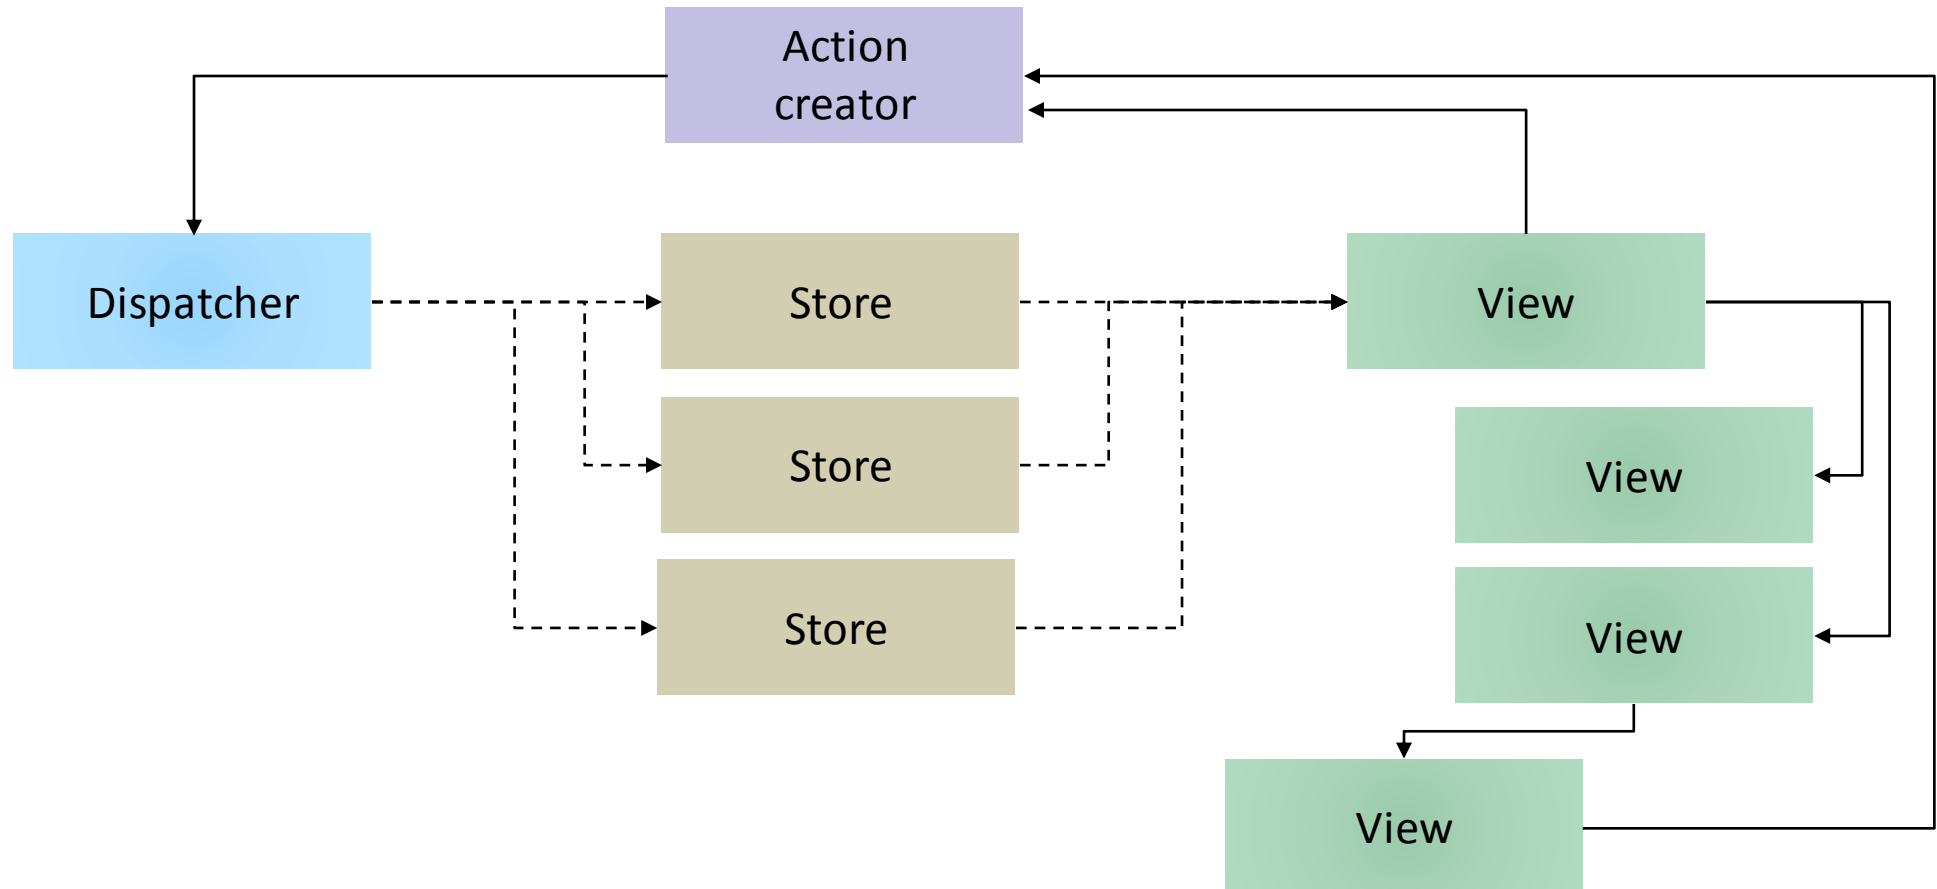 Action
creator
Dispatcher
Store
View
Store
View
Store
View
View